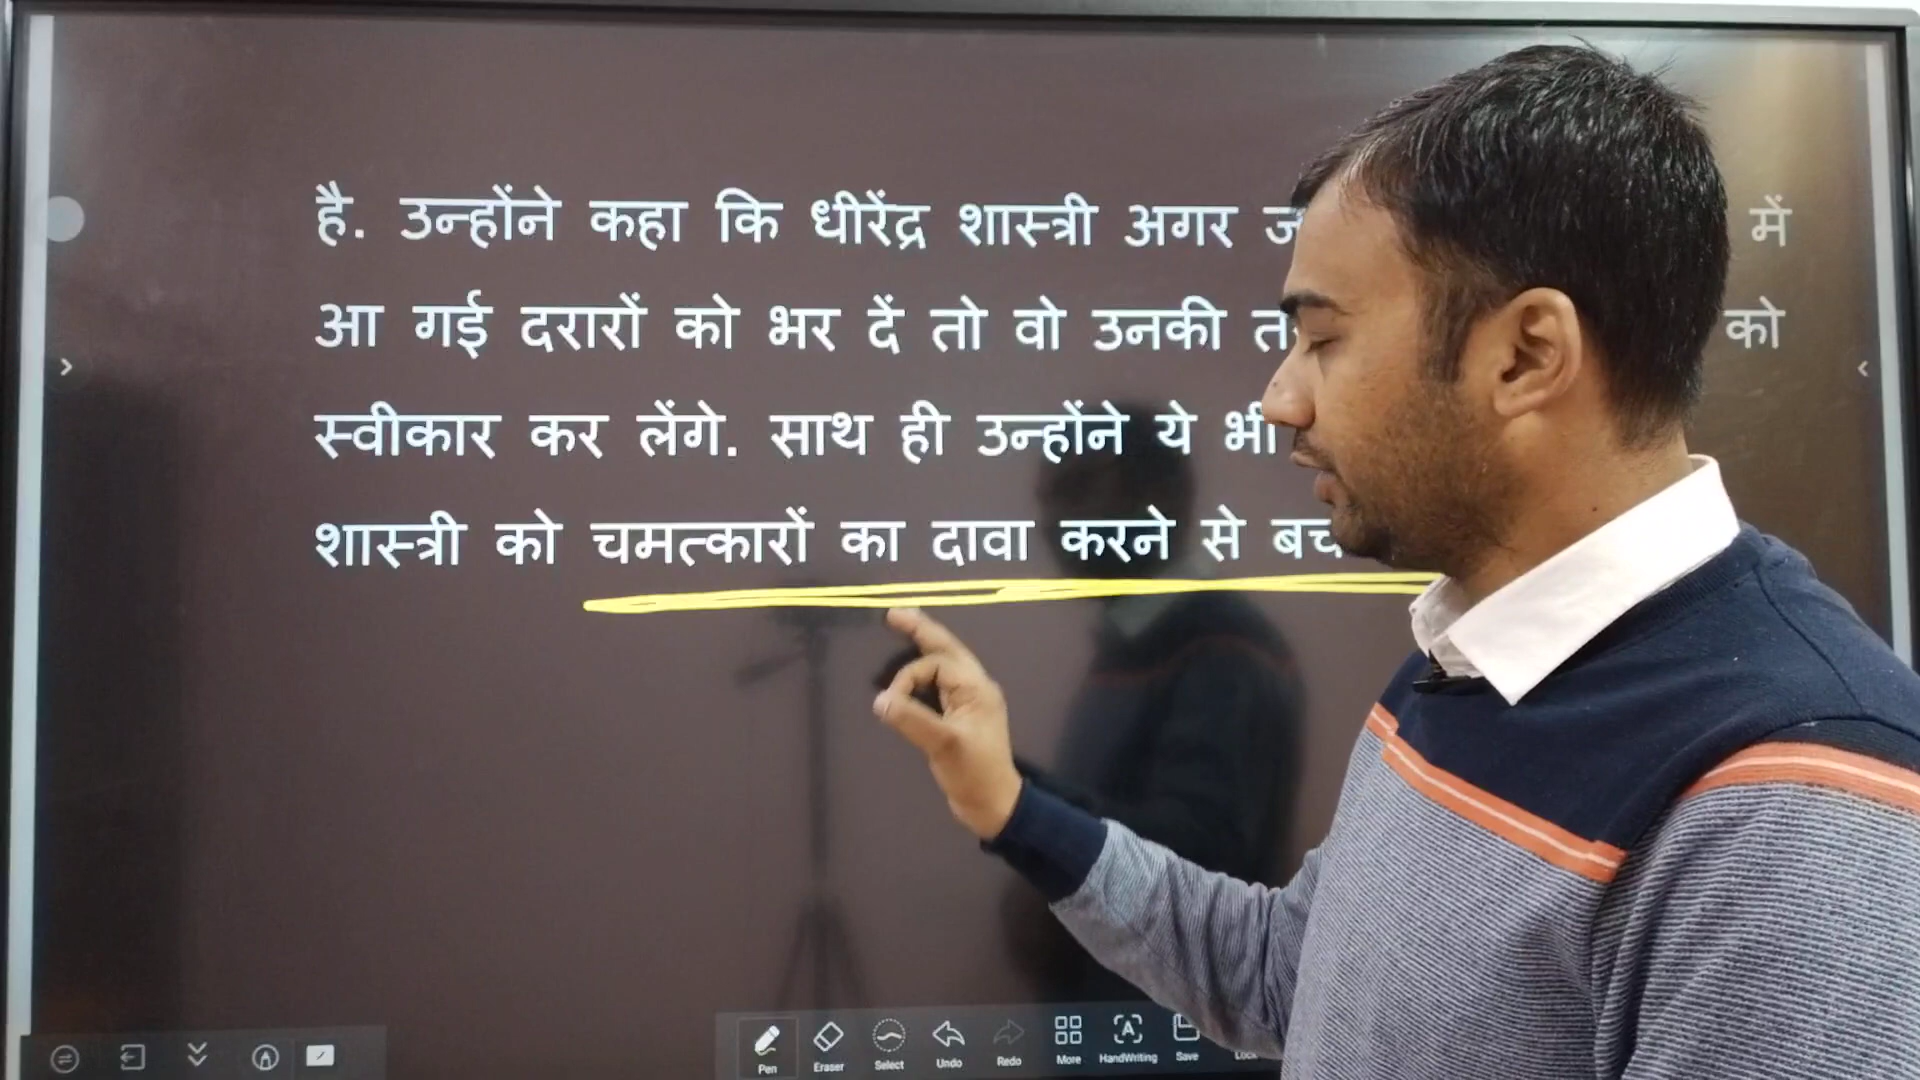 है. उन्होंने कहा कि धीरेंद्र शास्त्री अगर में
आ गई दरारों को भर दें तो वो उनकी को
स्वीकार कर लेंगे. साथ ही उन्होंने ये भी
शास्त्री को चमत्कारों का दावा करने से
Pen Eraser Select Undo Redo More HandWriting Save Lock